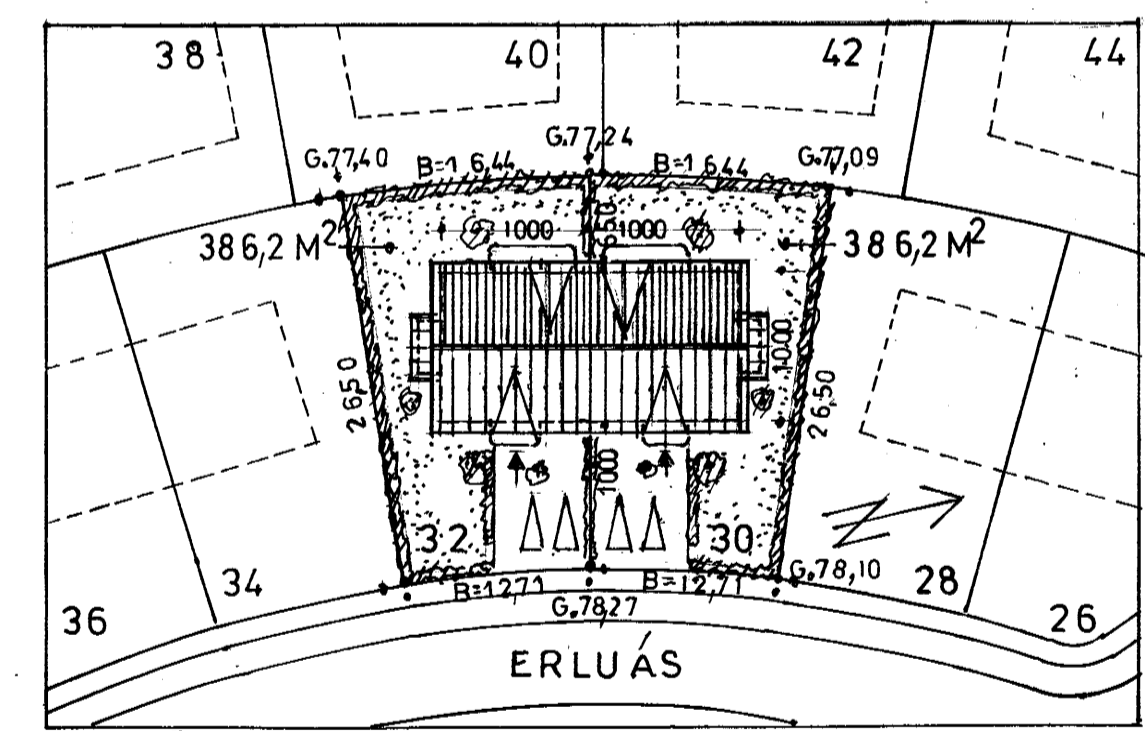 38
40
42
44
G.77,24
G.77,40
B=16,44
B=16,44
G.77,09
386,2 M²
1000
650
1000
386,2 M²
26,50
1000
26,50
1000
32
30
G.78,10
34
B=12,71
B=12,71
28
36
G.78,27
26
ERLUÁS